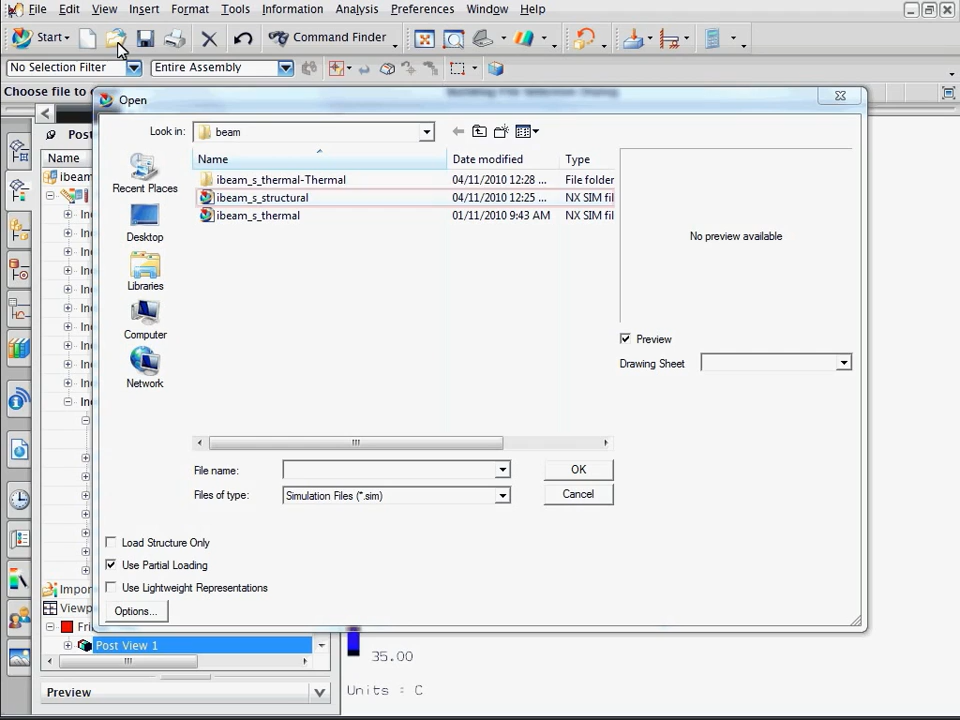 File Edit View Insert Format Tools Information Analysis Preferences Window Help
Start Command Finder
No Selection Filter Entire Assembly
Choose file to
Open
Look in: beam
Post
Name
ibeam
Name Date modified Type
ibeam_s_thermal-Thermal 04/11/2010 12:28 ... File folder
ibeam_s_structural 04/11/2010 12:25 ... NX SIM fil
ibeam_s_thermal 01/11/2010 9:43 AM NX SIM fil
Recent Places
Desktop
Libraries
Computer
Network
No preview available
Preview
Drawing Sheet
File name:
OK
Files of type: Simulation Files (*.sim)
Cancel
Load Structure Only
Use Partial Loading
Use Lightweight Representations
Options...
Impor
Viewp
Fri
Post View 1
35.00
Preview
Units : C